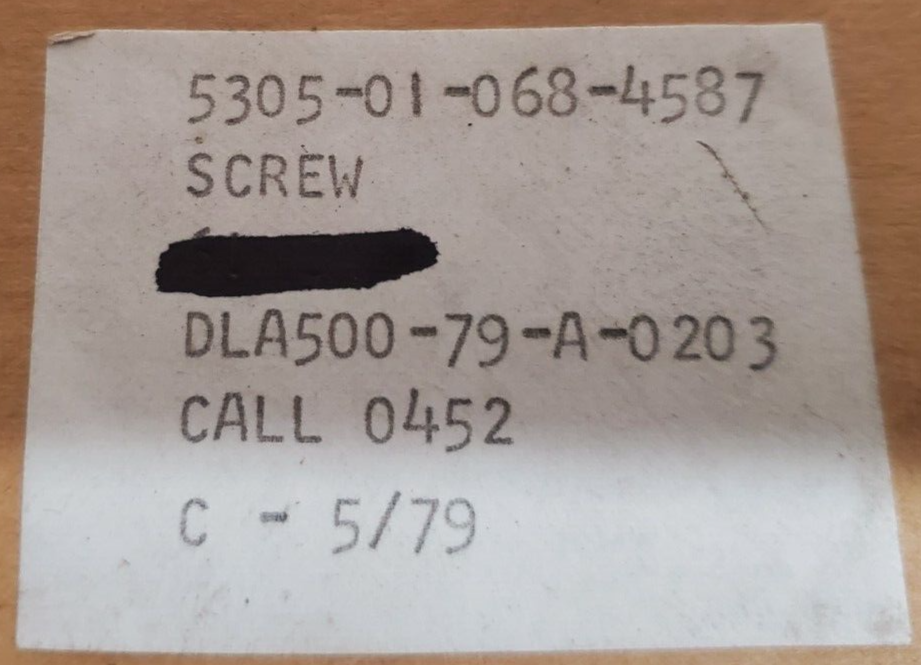 5305-01-068-4587
SCREW
DLA500-79-A-0203
CALL 0452
C - 5/79